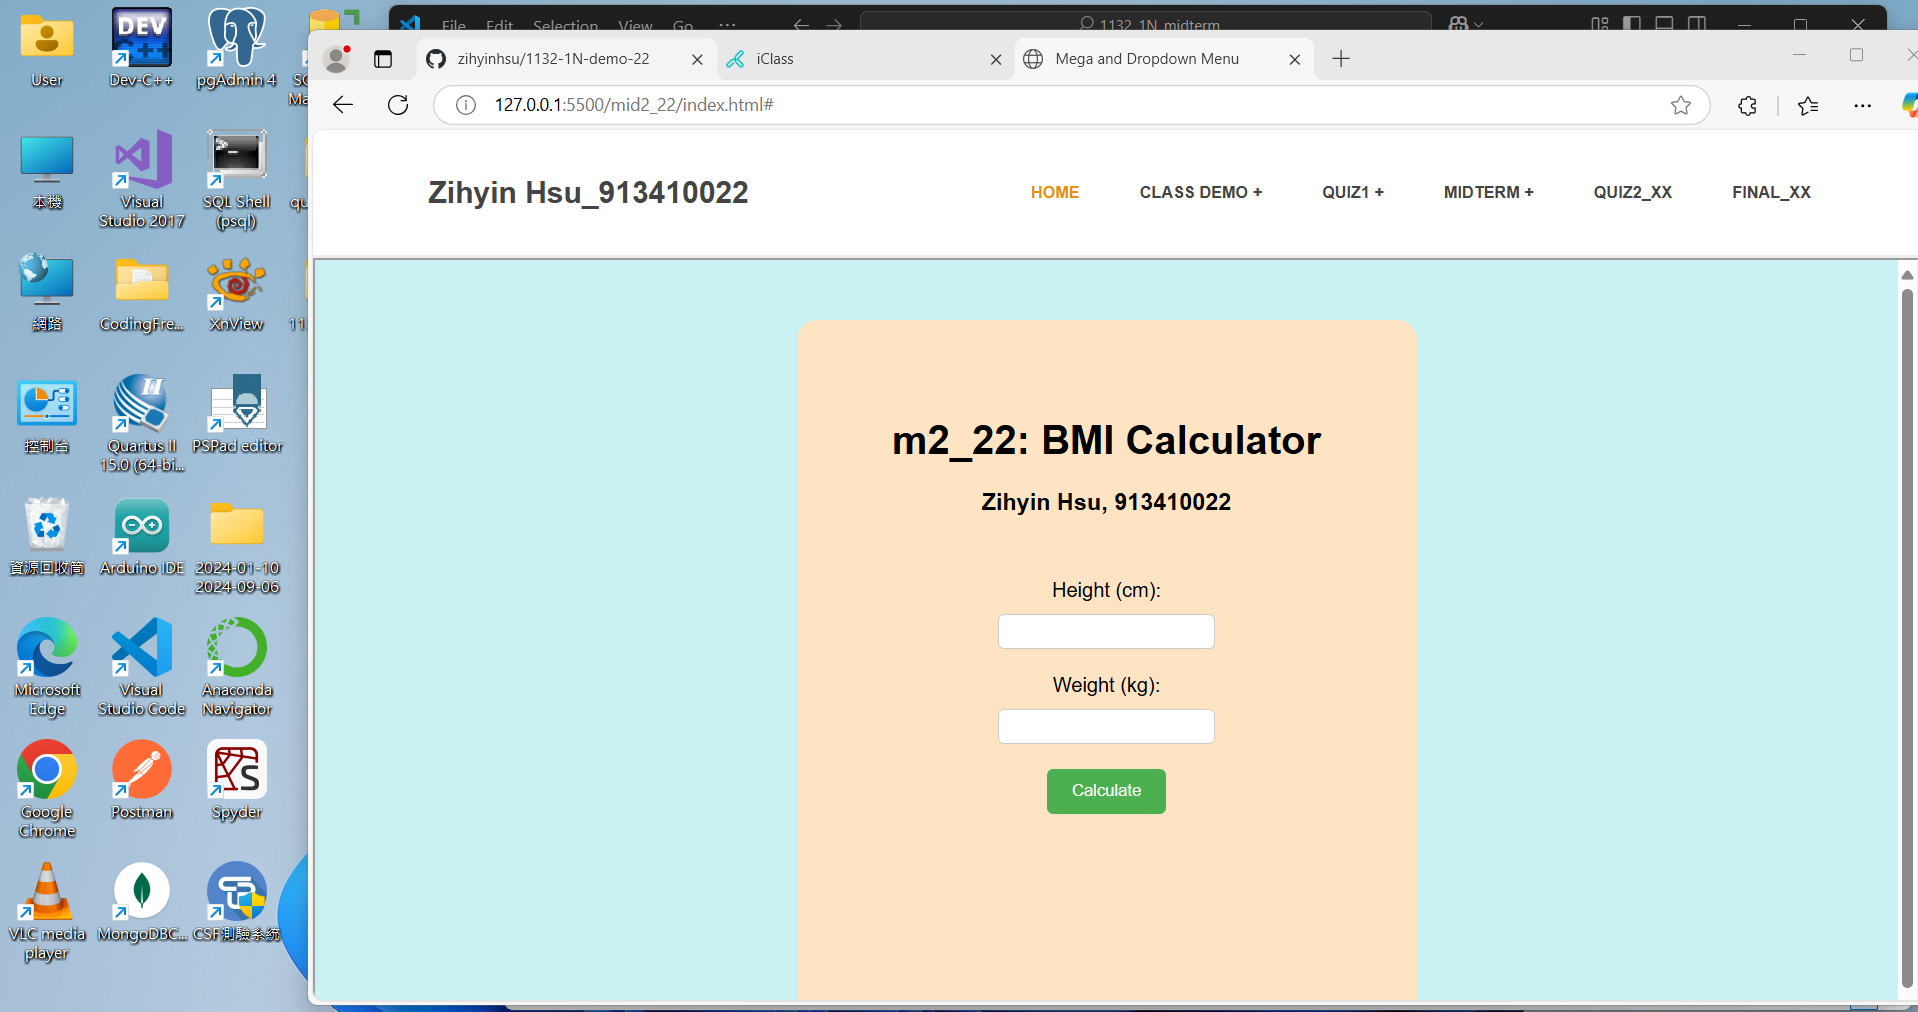 User
Dev-C++
pgAdmin 4
本機
Visual Studio 2017
SQL Shell (psql)
網路
CodingFre...
XnView
控制台
Quartus II 15.0 (64-bi...
PSPad editor
資源回收筒
Arduino IDE
2024-01-10 2024-09-06
Microsoft Edge
Visual Studio Code
Anaconda Navigator
Google Chrome
Postman
Spyder
VLC media player
MongoDBC...
CSF測驗系統
File Edit Selection View Go ... 1132_1N_midterm
zihyinhsu/1132-1N-demo-22
iClass
Mega and Dropdown Menu
127.0.0.1:5500/mid2_22/index.html#
Zihyin Hsu_913410022
HOME CLASS DEMO + QUIZ1 + MIDTERM + QUIZ2_XX FINAL_XX
m2_22: BMI Calculator
Zihyin Hsu, 913410022
Height (cm):
Weight (kg):
Calculate